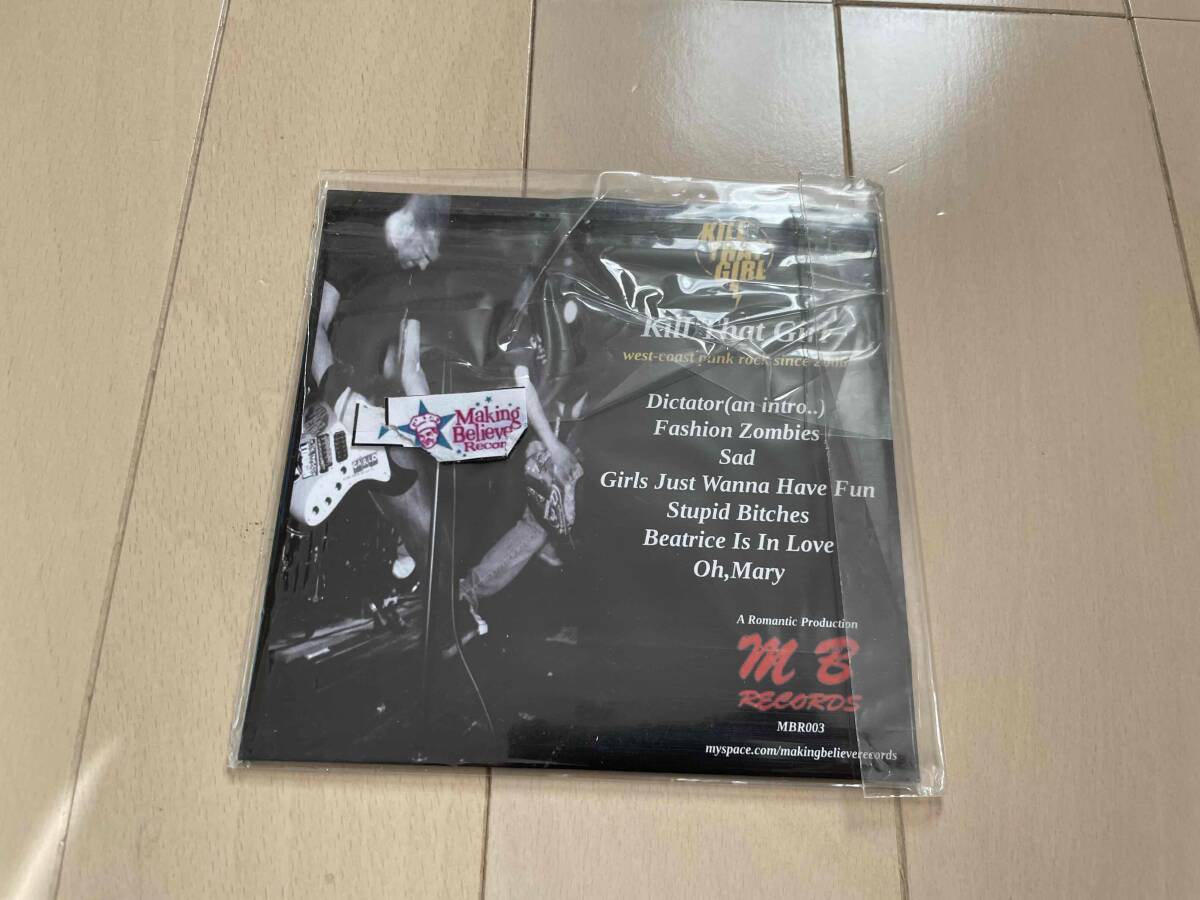 KILL
THAT
GIRL
Kill That Girl
west-coast punk rock since 2006
Dictator(an intro..)
Fashion Zombies
Sad
Girls Just Wanna Have Fun
Stupid Bitches
Beatrice Is In Love
Oh,Mary
Making
Believe
Recor
A Romantic Production
M B
RECORDS
MBR003
myspace.com/makingbelieverecords